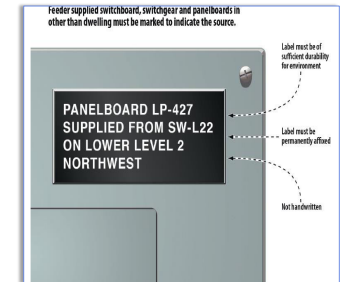 Feeder supplied switchboard, switchgear and panelboards in
other than dwelling must be marked to indicate the source.
Label must be of
sufficient durability
for environment
PANELBOARD LP-427
SUPPLIED FROM SW-L22
ON LOWER LEVEL 2
NORTHWEST
Label must be
permanently affixed
Not handwritten